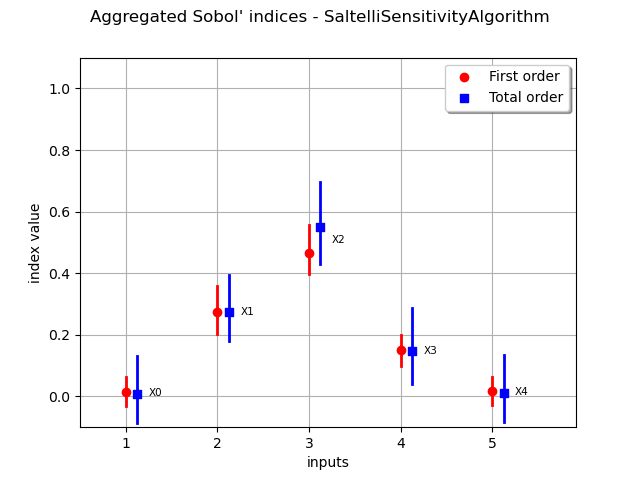 Aggregated Sobol' indices - SaltelliSensitivityAlgorithm
First order
Total order
1.0
0.8
0.6
0.4
0.2
0.0
index value
X0
X1
X2
X3
X4
1 2 3 4 5
inputs